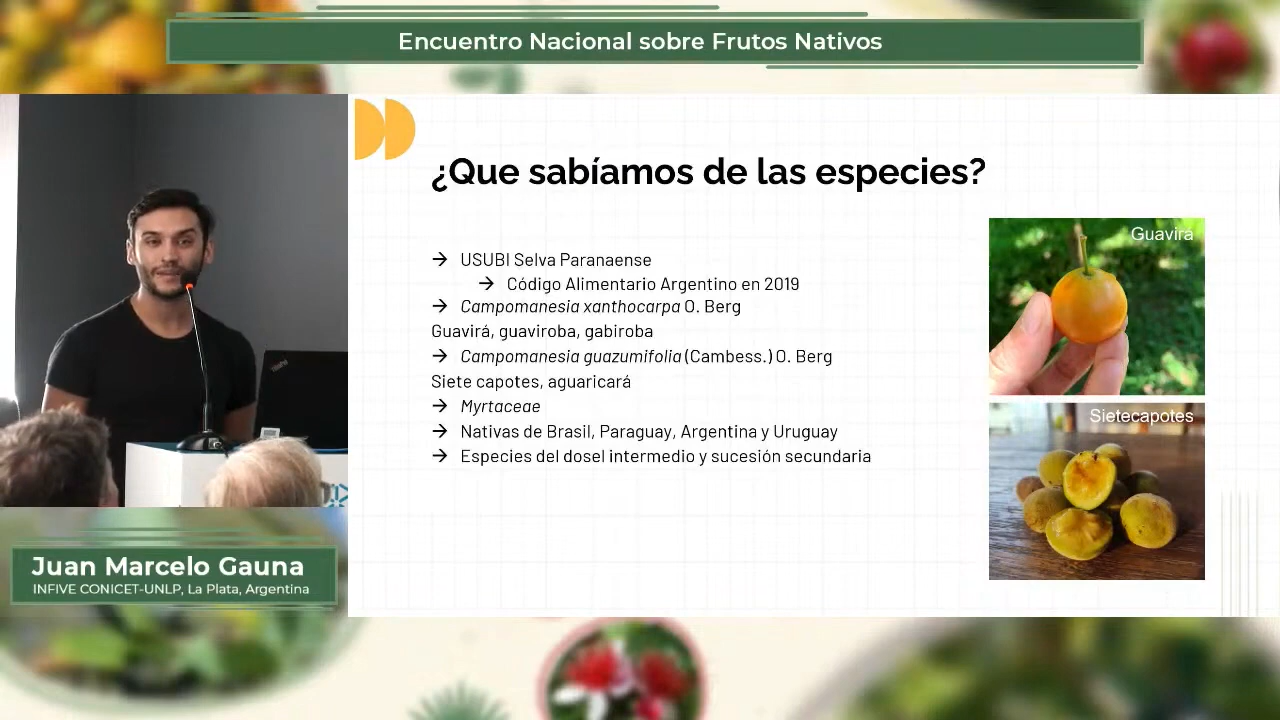 Encuentro Nacional sobre Frutos Nativos
¿Que sabíamos de las especies?
→ USUBI Selva Paranaense
→ Código Alimentario Argentino en 2019
→ Campomanesia xanthocarpa O. Berg
Guavirá, guaviroba, gabiroba
→ Campomanesia guazumifolia (Cambess.) O. Berg
Siete capotes, aguaricará
→ Myrtaceae
→ Nativas de Brasil, Paraguay, Argentina y Uruguay
→ Especies del dosel intermedio y sucesión secundaria
Guavirá
Sietecapotes
Juan Marcelo Gauna
INFIVE CONICET-UNLP, La Plata, Argentina